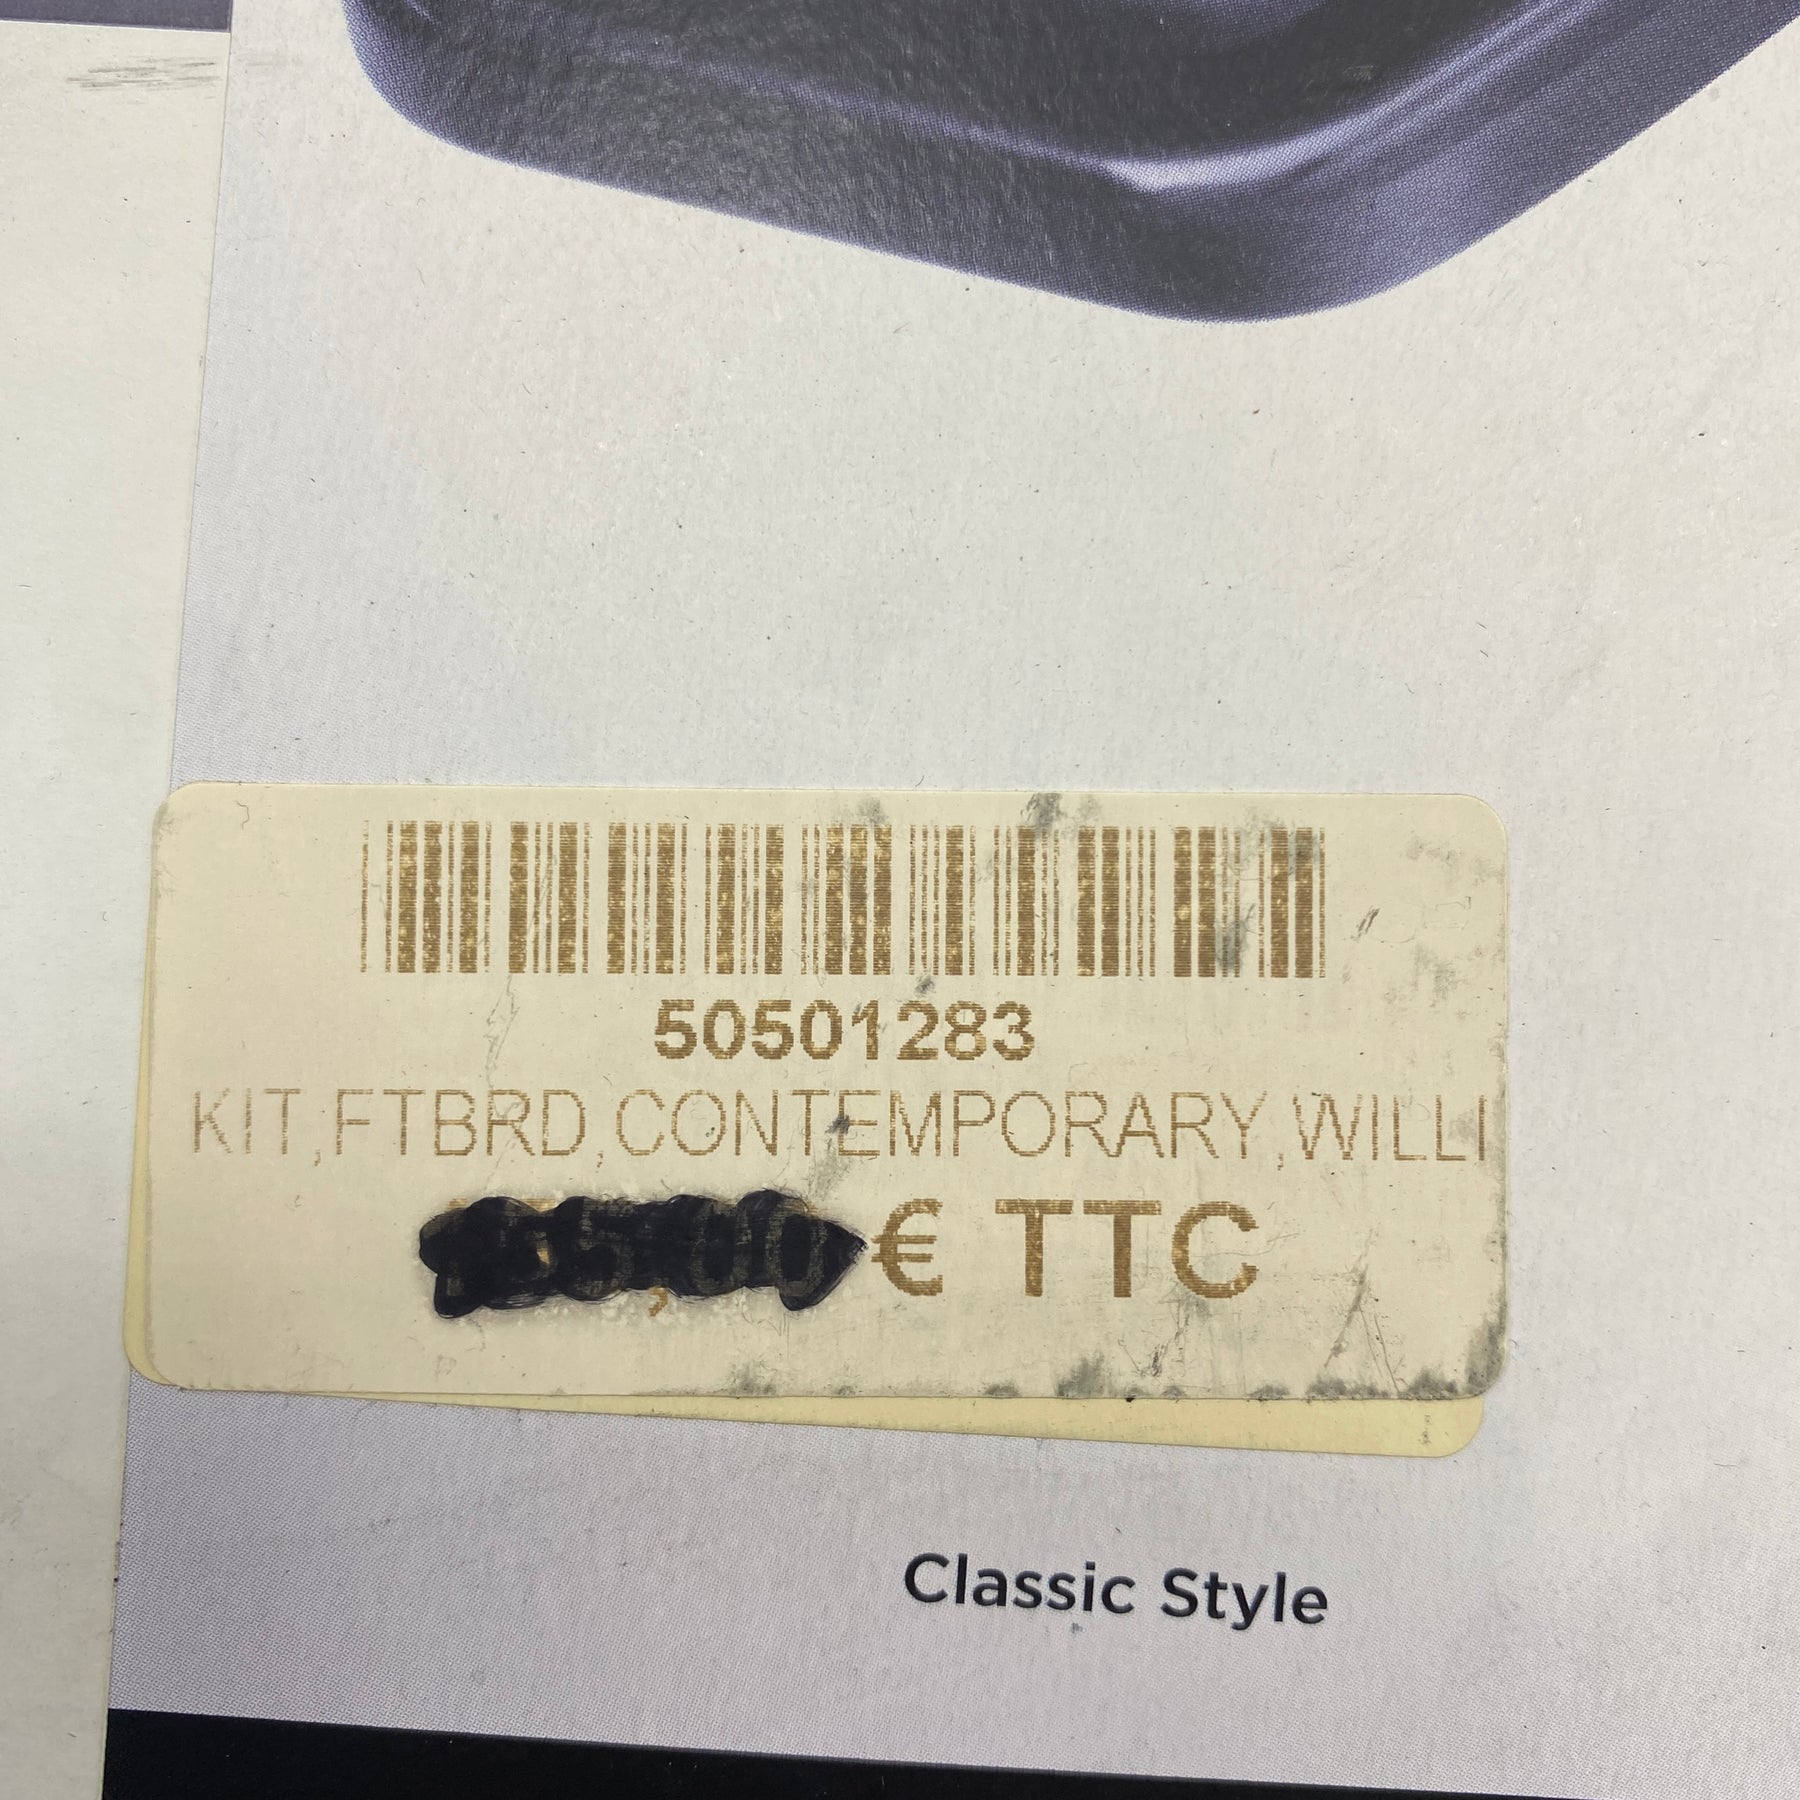 50501283
KIT,FTBRD,CONTEMPORARY,WILLI
€ TTC
Classic Style